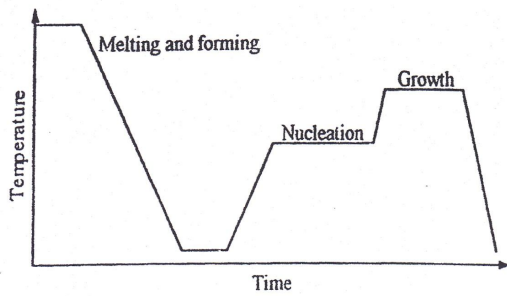 Melting and forming
Growth
Nucleation
Temperature
Time